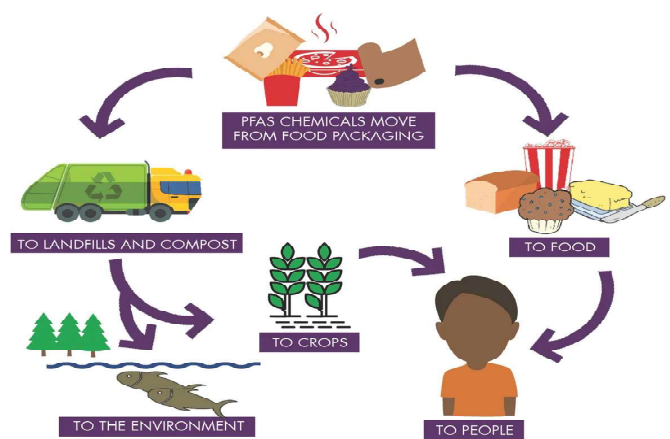 PFAS CHEMICALS MOVE
FROM FOOD PACKAGING
TO LANDFILLS AND COMPOST
TO FOOD
TO CROPS
TO THE ENVIRONMENT
TO PEOPLE